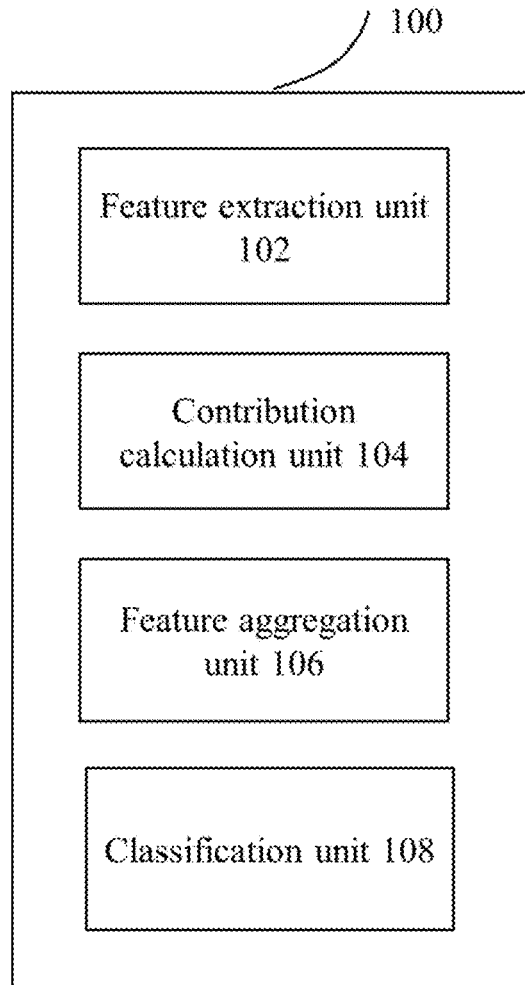 100
Feature extraction unit
102
Contribution
calculation unit 104
Feature aggregation
unit 106
Classification unit 108